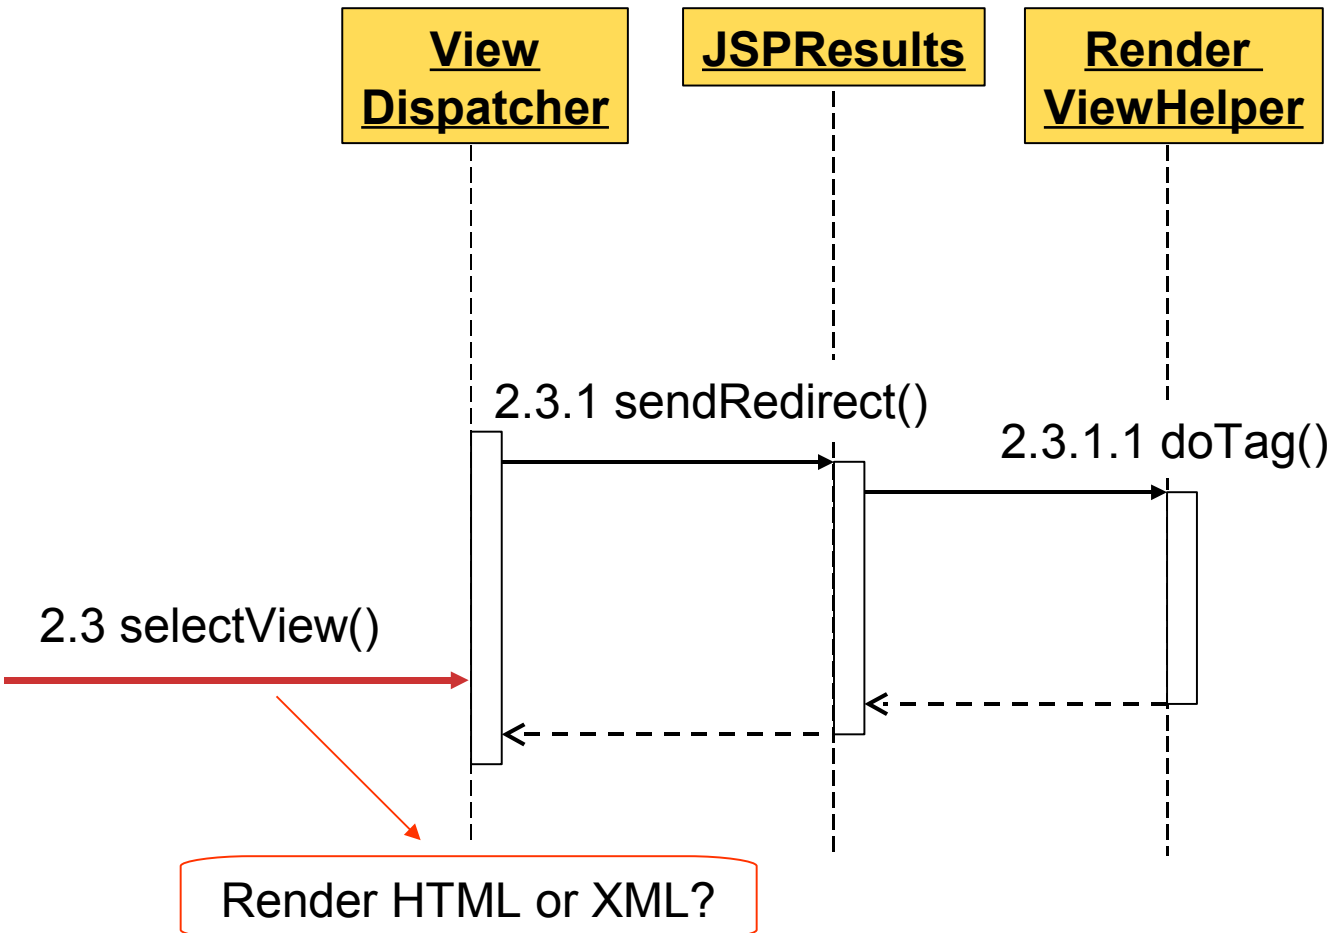 View
Dispatcher
JSPResults
Render
ViewHelper
2.3.1 sendRedirect()
2.3.1.1 doTag()
2.3 selectView()
Render HTML or XML?